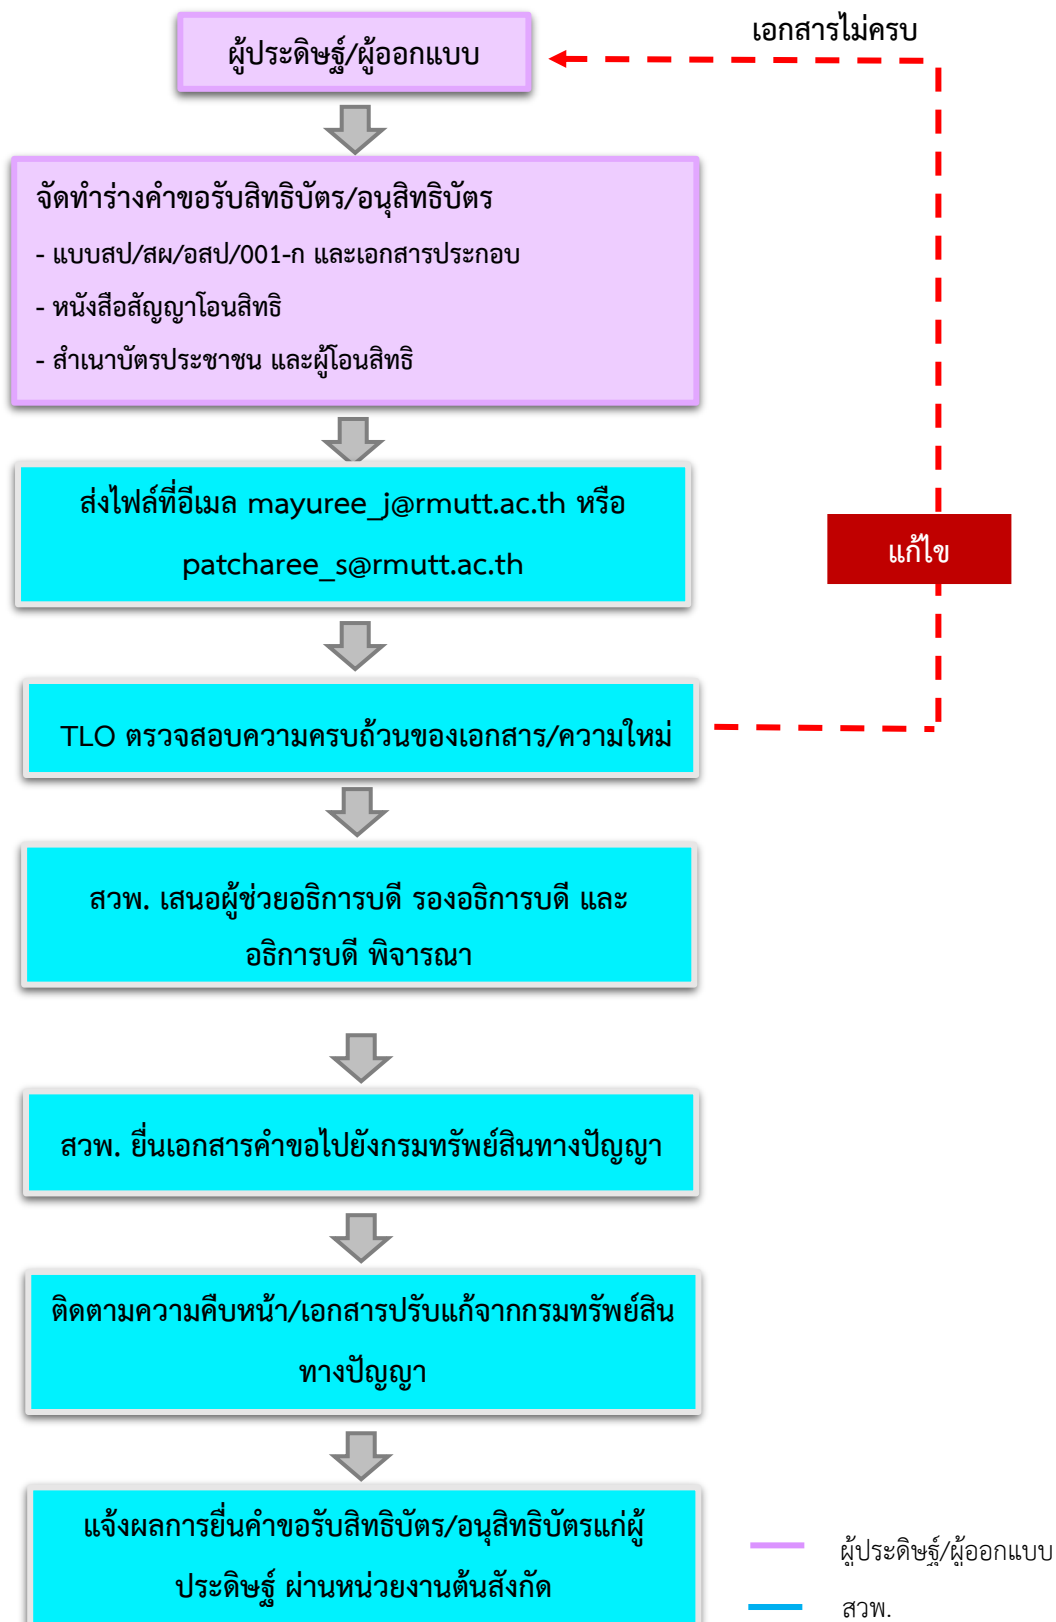 เอกสารไม่ครบ
ผู้ประดิษฐ์/ผู้ออกแบบ
จัดทำร่างคำขอรับสิทธิบัตร/อนุสิทธิบัตร
- แบบสป/สผ/อสป/001-ก และเอกสารประกอบ
- หนังสือสัญญาโอนสิทธิ
- สำเนาบัตรประชาชน และผู้โอนสิทธิ
ส่งไฟล์ที่อีเมล mayuree_j@rmutt.ac.th หรือ
patcharee_s@rmutt.ac.th
แก้ไข
TLO ตรวจสอบความครบถ้วนของเอกสาร/ความใหม่
สวพ. เสนอผู้ช่วยอธิการบดี รองอธิการบดี และ
อธิการบดี พิจารณา
สวพ. ยื่นเอกสารคำขอไปยังกรมทรัพย์สินทางปัญญา
ติดตามความคืบหน้า/เอกสารปรับแก้จากกรมทรัพย์สิน
ทางปัญญา
แจ้งผลการยื่นคำขอรับสิทธิบัตร/อนุสิทธิบัตรแก่ผู้
ประดิษฐ์ ผ่านหน่วยงานต้นสังกัด
ผู้ประดิษฐ์/ผู้ออกแบบ
สวพ.